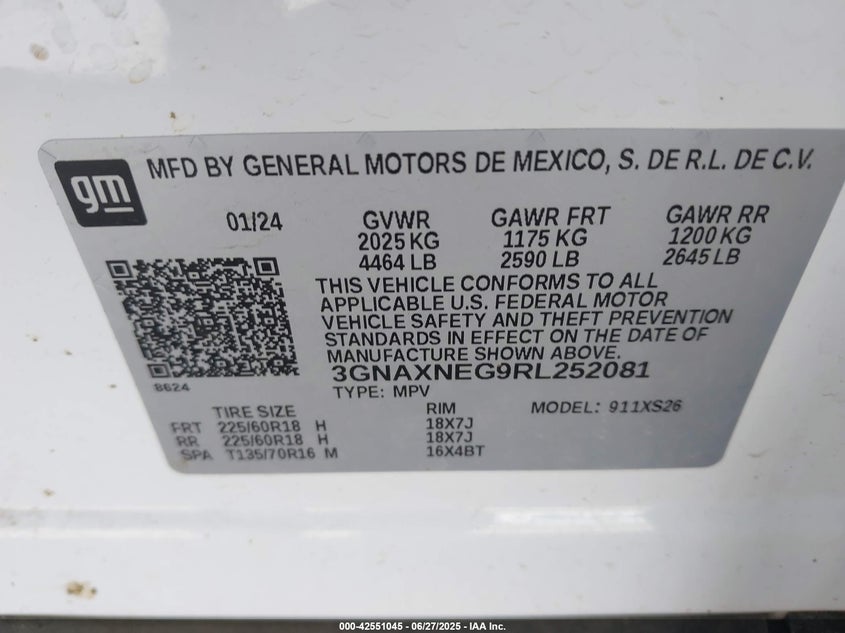 gm
MFD BY GENERAL MOTORS DE MEXICO, S. DE R.L. DE C.V.
01/24 GVWR GAWR FRT GAWR RR
2025 KG 1175 KG 1200 KG
4464 LB 2590 LB 2645 LB
THIS VEHICLE CONFORMS TO ALL
APPLICABLE U.S. FEDERAL MOTOR
VEHICLE SAFETY AND THEFT PREVENTION
STANDARDS IN EFFECT ON THE DATE OF
MANUFACTURE SHOWN ABOVE.
8624 3GNAXNEG9RL252081
TYPE: MPV
TIRE SIZE RIM MODEL: 911XS26
FRT 225/60R18 H 18X7J
RR 225/60R18 H 18X7J
SPA T135/70R16 M 16X4BT
000-42551045 - 06/27/2025 - IAA Inc.